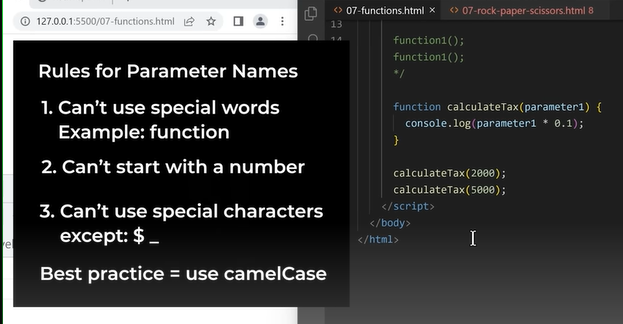 127.0.0.1:5500/07-functions.html
07-functions.html
07-rock-paper-scissors.html 8
Rules for Parameter Names
1. Can't use special words
Example: function
2. Can't start with a number
3. Can't use special characters
except: $ _
Best practice = use camelCase
13
14
function1();
function1();
*/
function calculateTax(parameter1) {
console.log(parameter1 * 0.1);
}
calculateTax(2000);
calculateTax(5000);
</script>
</body>
</html>